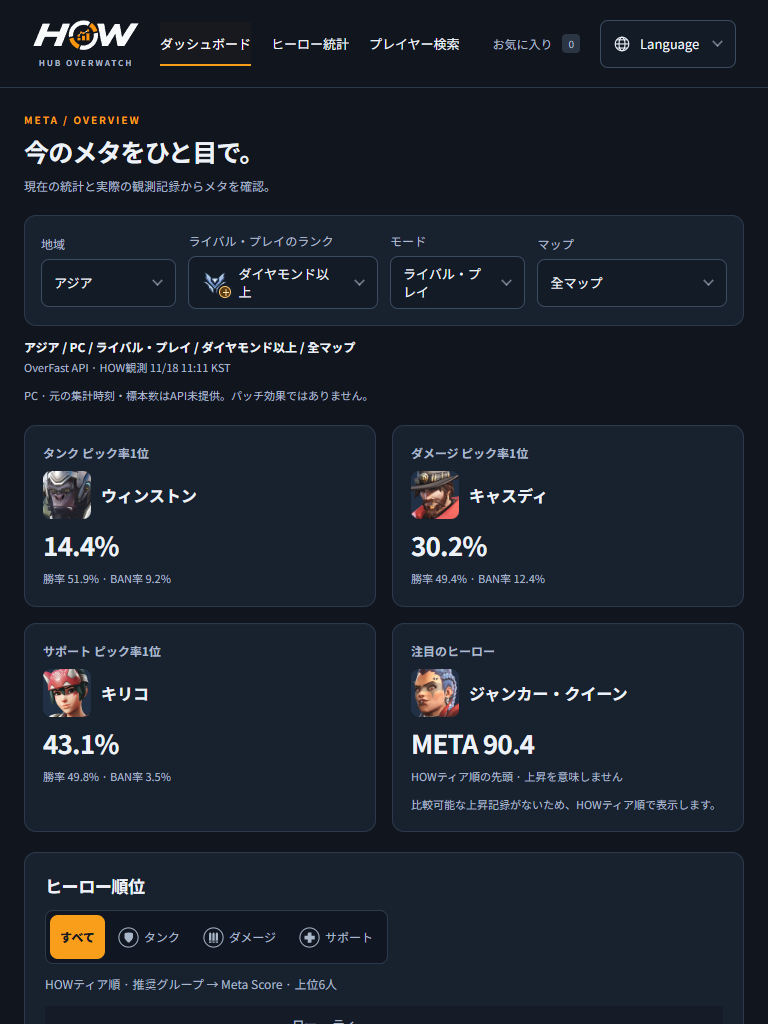 HOW
HUB OVERWATCH
ダッシュボード
ヒーロー統計
プレイヤー検索
お気に入り 0
Language
META / OVERVIEW
今のメタをひと目で。
現在の統計と実際の観測記録からメタを確認。
地域
アジア
ライバル・プレイのランク
ダイヤモンド以
上
モード
ライバル・プ
レイ
マップ
全マップ
アジア / PC / ライバル・プレイ / ダイヤモンド以上 / 全マップ
OverFast API · HOW観測 11/18 11:11 KST
PC · 元の集計時刻・標本数はAPI未提供。パッチ効果ではありません。
タンク ピック率1位
ウィンストン
14.4%
勝率 51.9% · BAN率 9.2%
ダメージ ピック率1位
キャスディ
30.2%
勝率 49.4% · BAN率 12.4%
サポート ピック率1位
キリコ
43.1%
勝率 49.8% · BAN率 3.5%
注目のヒーロー
ジャンカー・クイーン
META 90.4
HOWティア順の先頭 · 上昇を意味しません
比較可能な上昇記録がないため、HOWティア順で表示します。
ヒーロー順位
すべて
タンク
ダメージ
サポート
HOWティア順 · 推奨グループ → Meta Score · 上位6人